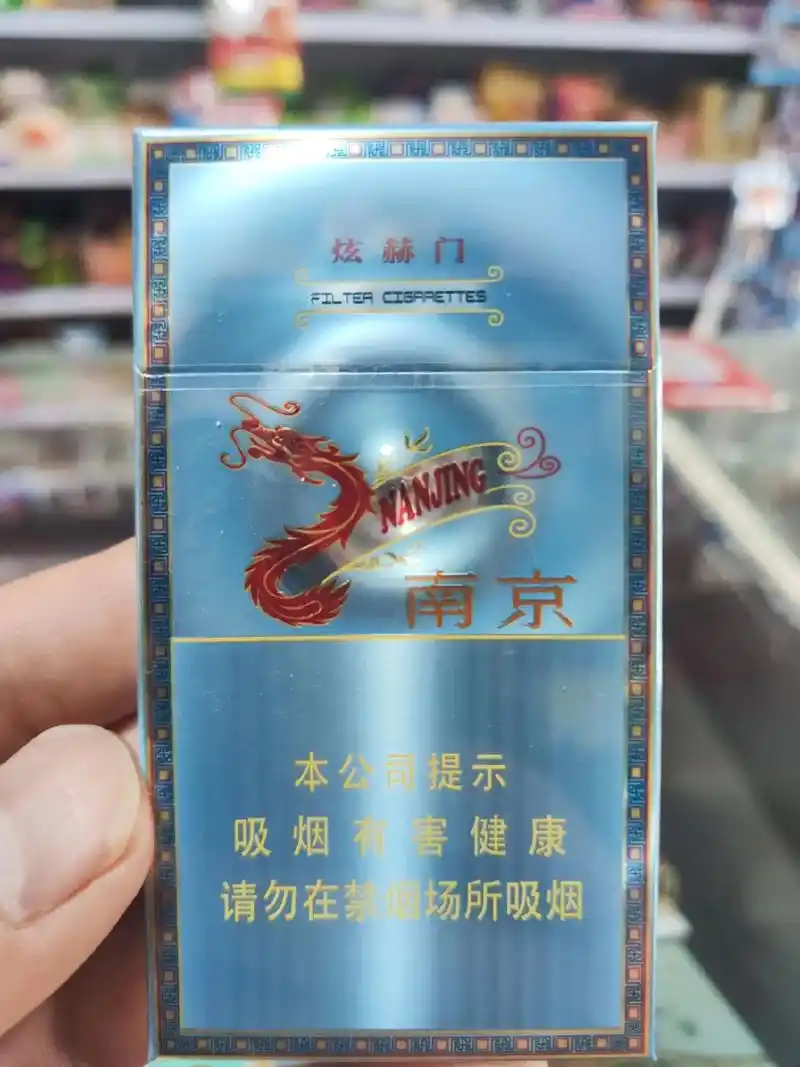 炫赫门
FILTER CIGARETTES
NANJING
南京
本公司提示
吸烟有害健康
请勿在禁烟场所吸烟